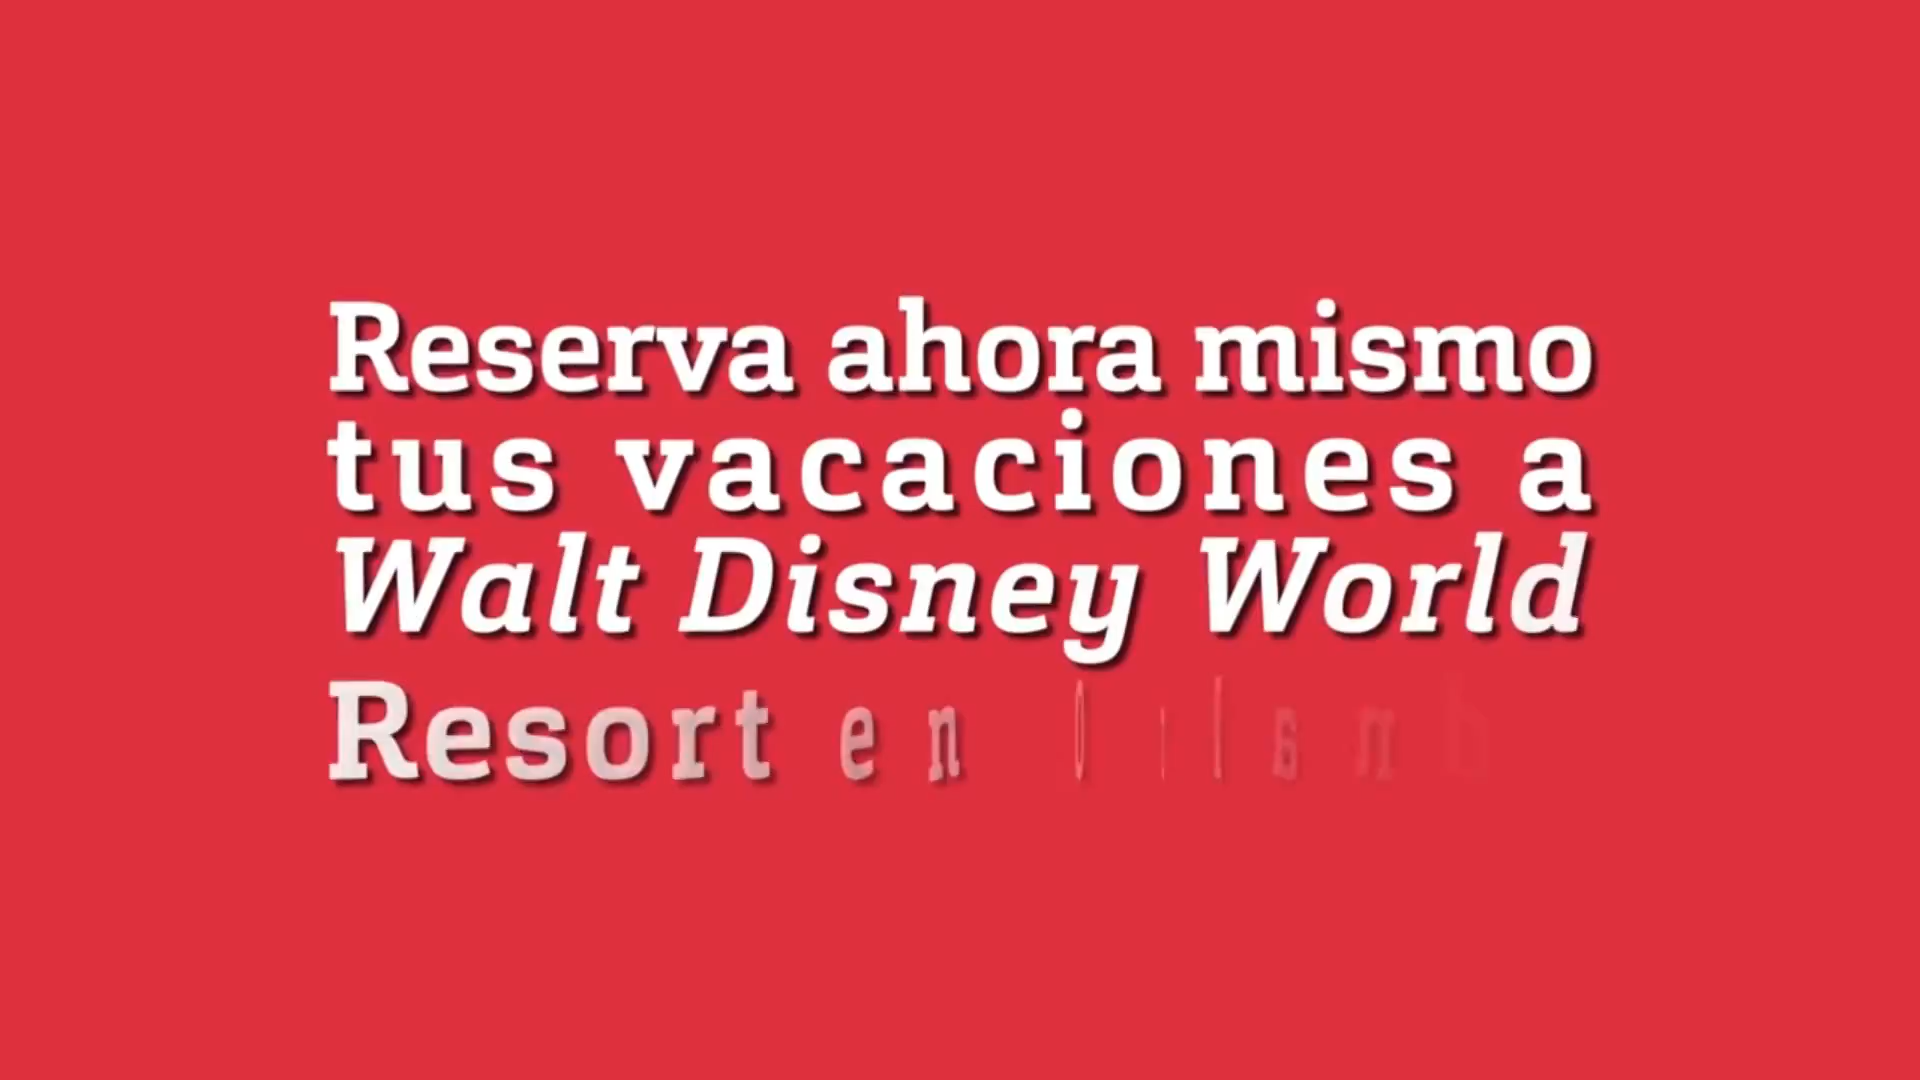 Reserva ahora mismo
tus vacaciones a
Walt Disney World
Resort en